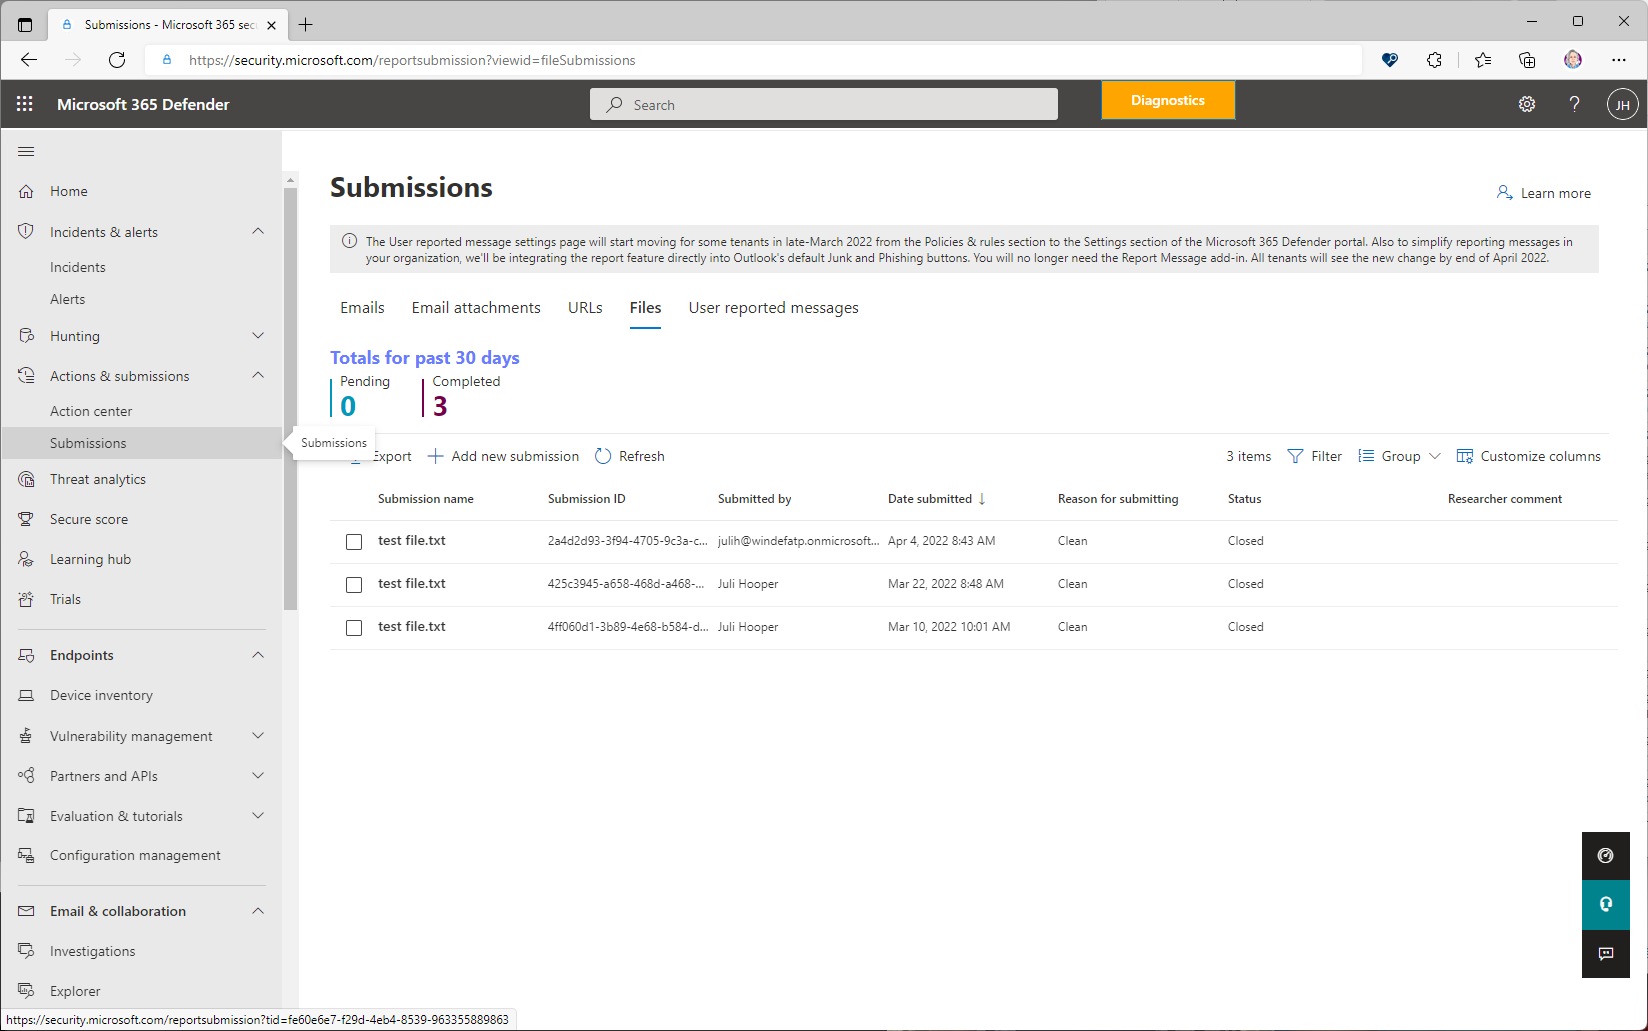 Submissions - Microsoft 365 sec
https://security.microsoft.com/reportsubmission?viewid=fileSubmissions
Microsoft 365 Defender
Search
Diagnostics
?
JH
Home
Incidents & alerts
Incidents
Alerts
Hunting
Actions & submissions
Action center
Submissions
Threat analytics
Secure score
Learning hub
Trials
Endpoints
Device inventory
Vulnerability management
Partners and APIs
Evaluation & tutorials
Configuration management
Email & collaboration
Investigations
Explorer
https://security.microsoft.com/reportsubmission?tid=fe60e6e7-f29d-4eb4-8539-963355889863
Submissions
Submissions
Learn more
The User reported message settings page will start moving for some tenants in late-March 2022 from the Policies & rules section to the Settings section of the Microsoft 365 Defender portal. Also to simplify reporting messages in
your organization, we'll be integrating the report feature directly into Outlook's default Junk and Phishing buttons. You will no longer need the Report Message add-in. All tenants will see the new change by end of April 2022.
Emails Email attachments URLs Files User reported messages
Totals for past 30 days
Pending Completed
0 3
Export Add new submission Refresh 3 items Filter Group Customize columns
Submission name Submission ID Submitted by Date submitted ↓ Reason for submitting Status Researcher comment
test file.txt 2a4d2d93-3f94-4705-9c3a-c... julih@windefatp.onmicrosoft... Apr 4, 2022 8:43 AM Clean Closed
test file.txt 425c3945-a658-468d-a468-... Juli Hooper Mar 22, 2022 8:48 AM Clean Closed
test file.txt 4ff060d1-3b89-4e68-b584-d... Juli Hooper Mar 10, 2022 10:01 AM Clean Closed